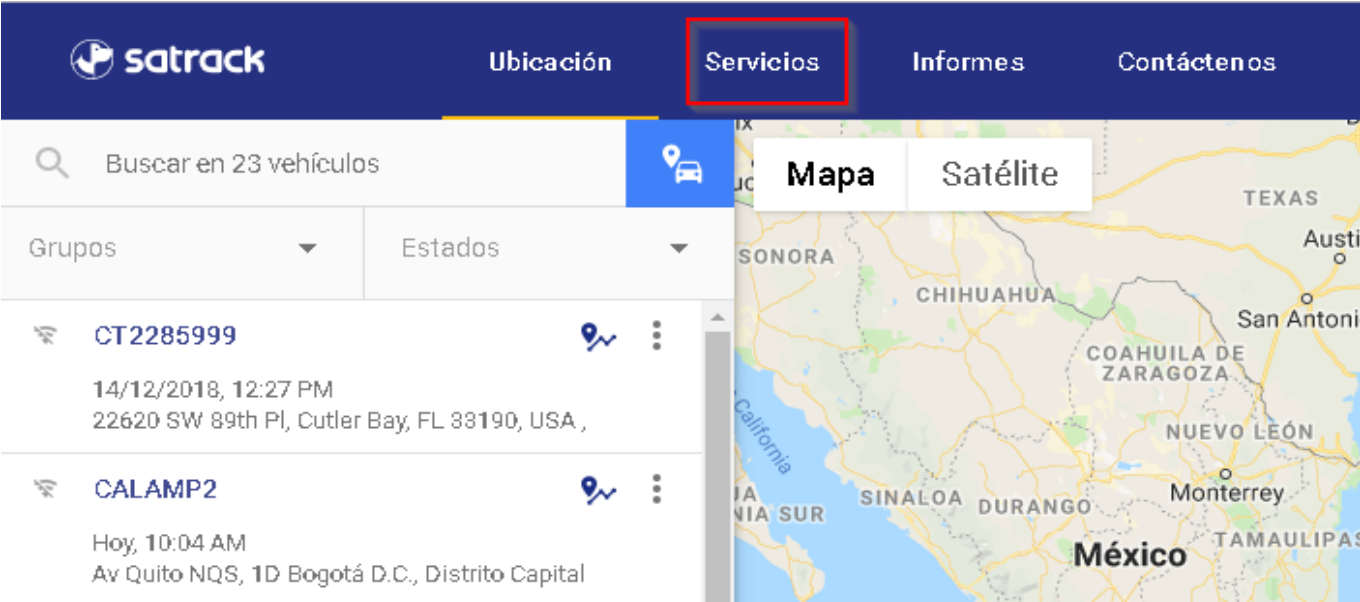 satrack
Ubicación
Servicios
Informes
Contáctenos
Buscar en 23 vehículos
Grupos
Estados
CT2285999
14/12/2018, 12:27 PM
22620 SW 89th Pl, Cutler Bay, FL 33190, USA ,
CALAMP2
Hoy, 10:04 AM
Av Quito NQS, 1D Bogotá D.C., Distrito Capital
Mapa
Satélite
TEXAS
Austi
SONORA
CHIHUAHUA
San Antoni
COAHUILA DE
ZARAGOZA
California
NUEVO LEÓN
Monterrey
SINALOA
DURANGO
JA
NIA SUR
TAMAULIPAS
México